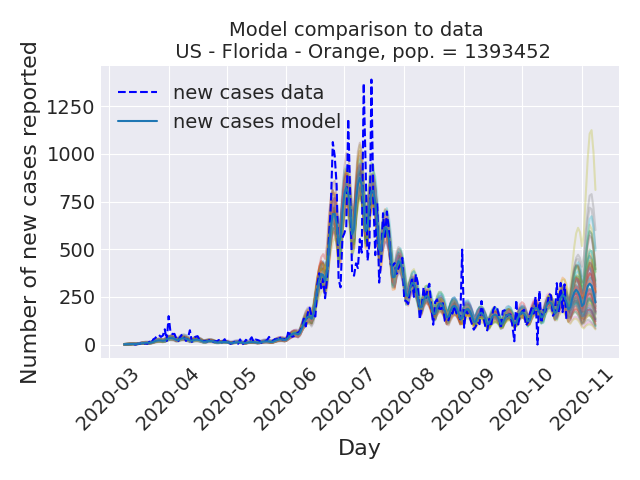 Model comparison to data
US - Florida - Orange, pop. = 1393452
Number of new cases reported
1250
1000
750
500
250
0
new cases data
new cases model
2020-03
2020-04
2020-05
2020-06
2020-07
2020-08
2020-09
2020-10
2020-11
Day